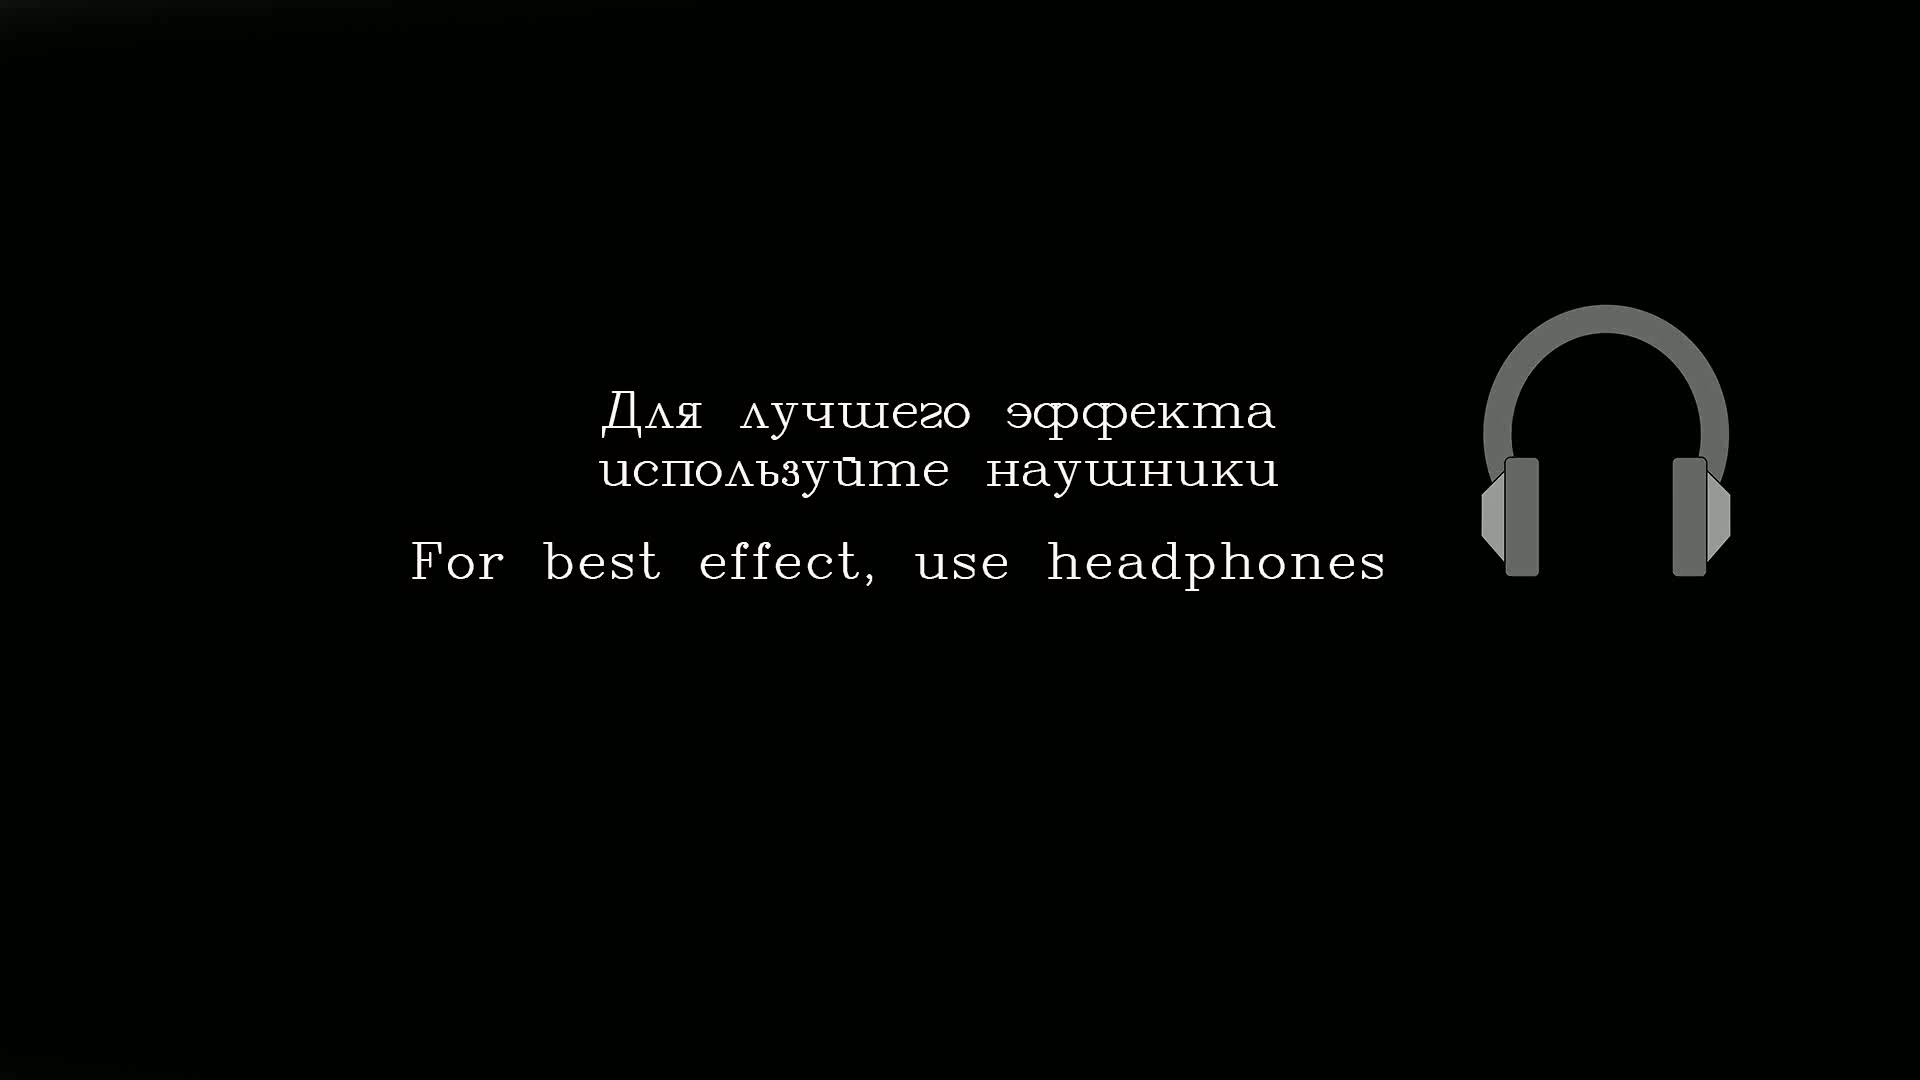 Для лучшего эффекта
используйте наушники
For best effect, use headphones